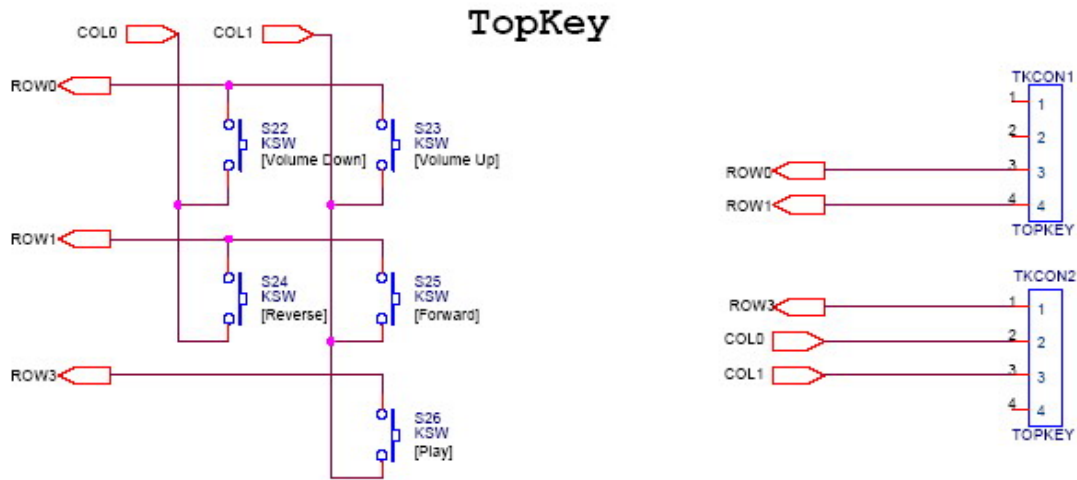 TopKey
COL0
COL1
ROW0
S22
KSW
[Volume Down]
S23
KSW
[Volume Up]
ROW1
S24
KSW
[Reverse]
S25
KSW
[Forward]
ROW3
S26
KSW
[Play]
TKCON1
1 1
2 2
ROW0 3 3
ROW1 4 4
TOPKEY
TKCON2
ROW3 1 1
COL0 2 2
COL1 3 3
4 4
TOPKEY